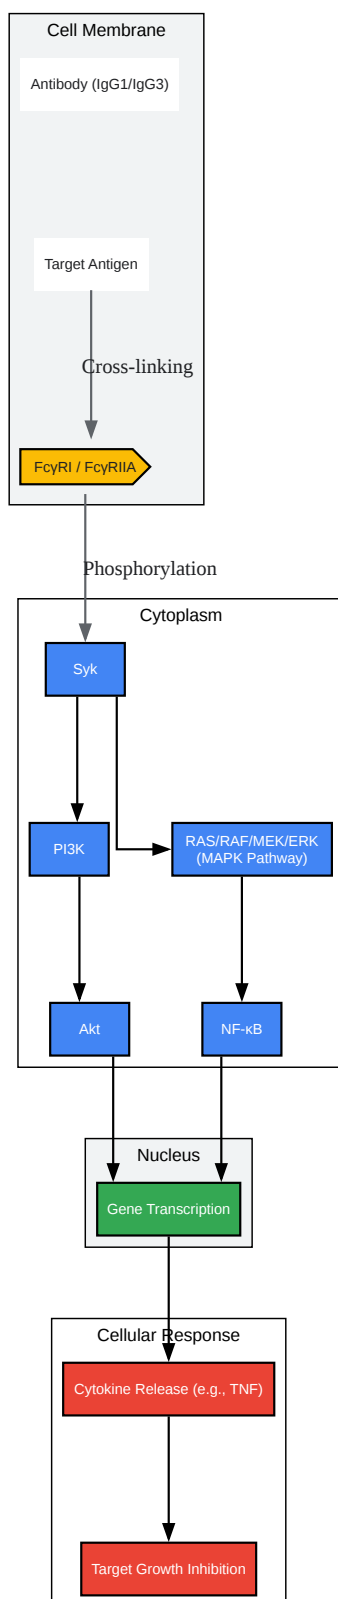 Cell Membrane
Antibody (IgG1/IgG3)
Target Antigen
Cross-linking
FcγRI / FcγRIIA
Phosphorylation
Cytoplasm
Syk
PI3K
RAS/RAF/MEK/ERK
(MAPK Pathway)
Akt
NF-κB
Nucleus
Gene Transcription
Cellular Response
Cytokine Release (e.g., TNF)
Target Growth Inhibition